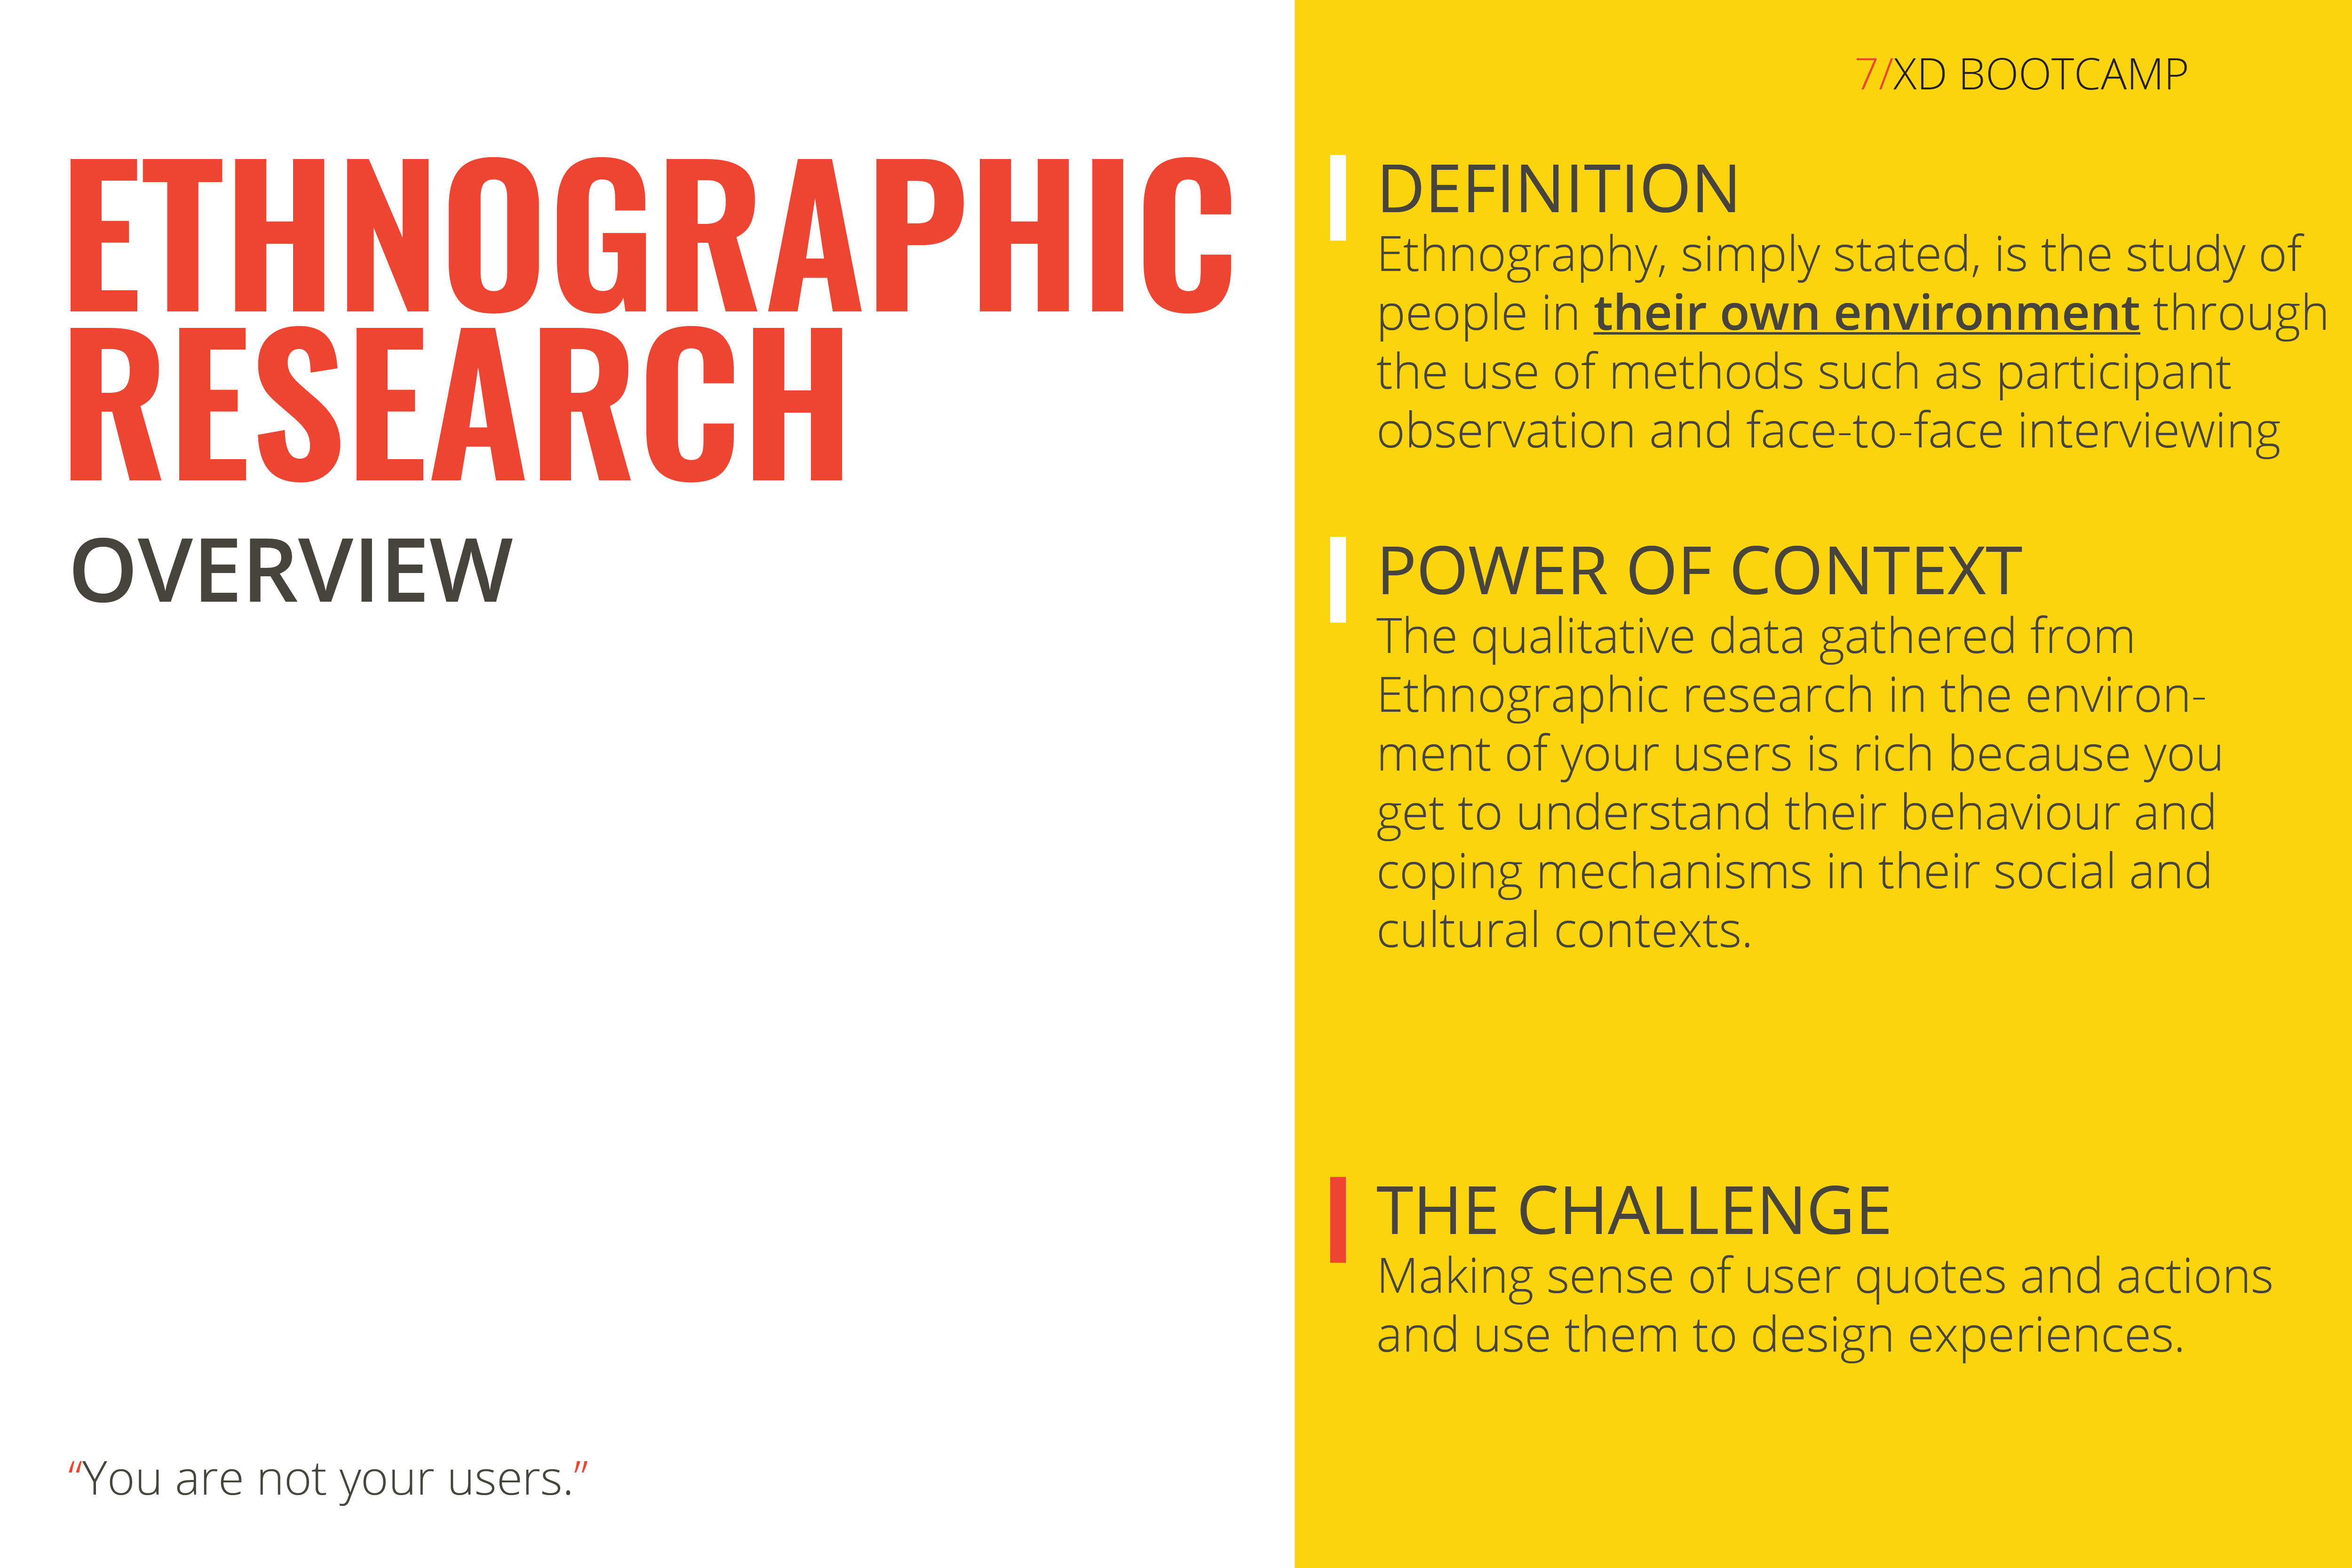 ETHNOGRAPHIC
RESEARCH
OVERVIEW
“You are not your users.”
7/XD BOOTCAMP
DEFINITION
Ethnography, simply stated, is the study of
people in their own environment through
the use of methods such as participant
observation and face-to-face interviewing
POWER OF CONTEXT
The qualitative data gathered from
Ethnographic research in the environ-
ment of your users is rich because you
get to understand their behaviour and
coping mechanisms in their social and
cultural contexts.
THE CHALLENGE
Making sense of user quotes and actions
and use them to design experiences.